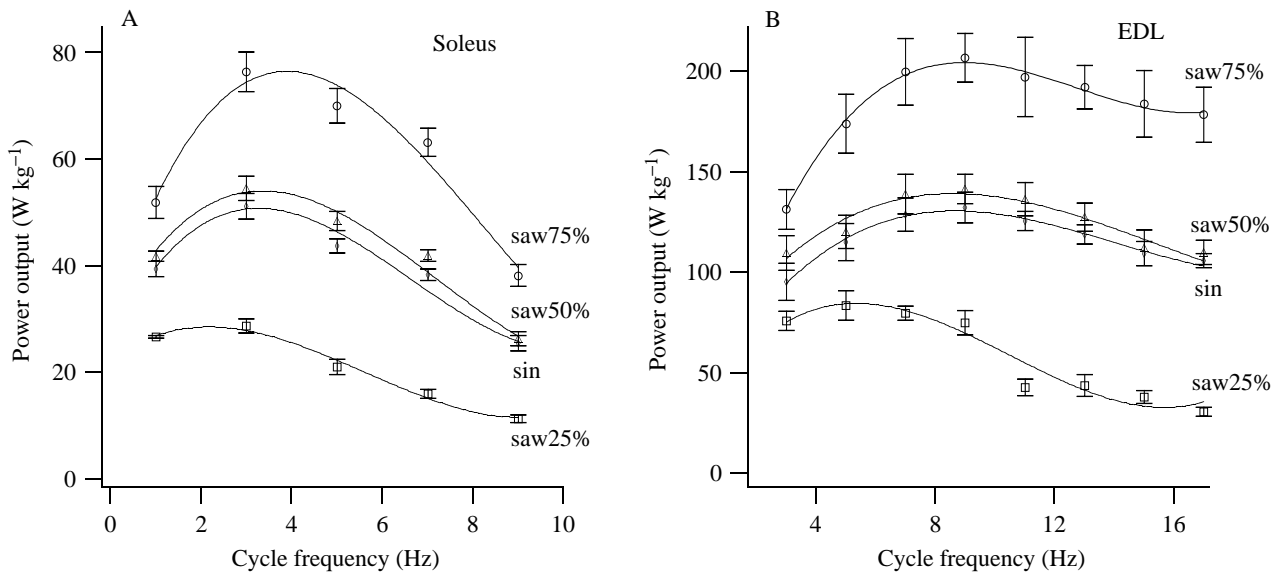 A
Soleus
80
60
40
20
0
Power output (W kg⁻¹)
saw75%
saw50%
sin
saw25%
0 2 4 6 8 10
Cycle frequency (Hz)
B
EDL
200
150
100
50
0
Power output (W kg⁻¹)
saw75%
saw50%
sin
saw25%
4 8 12 16
Cycle frequency (Hz)